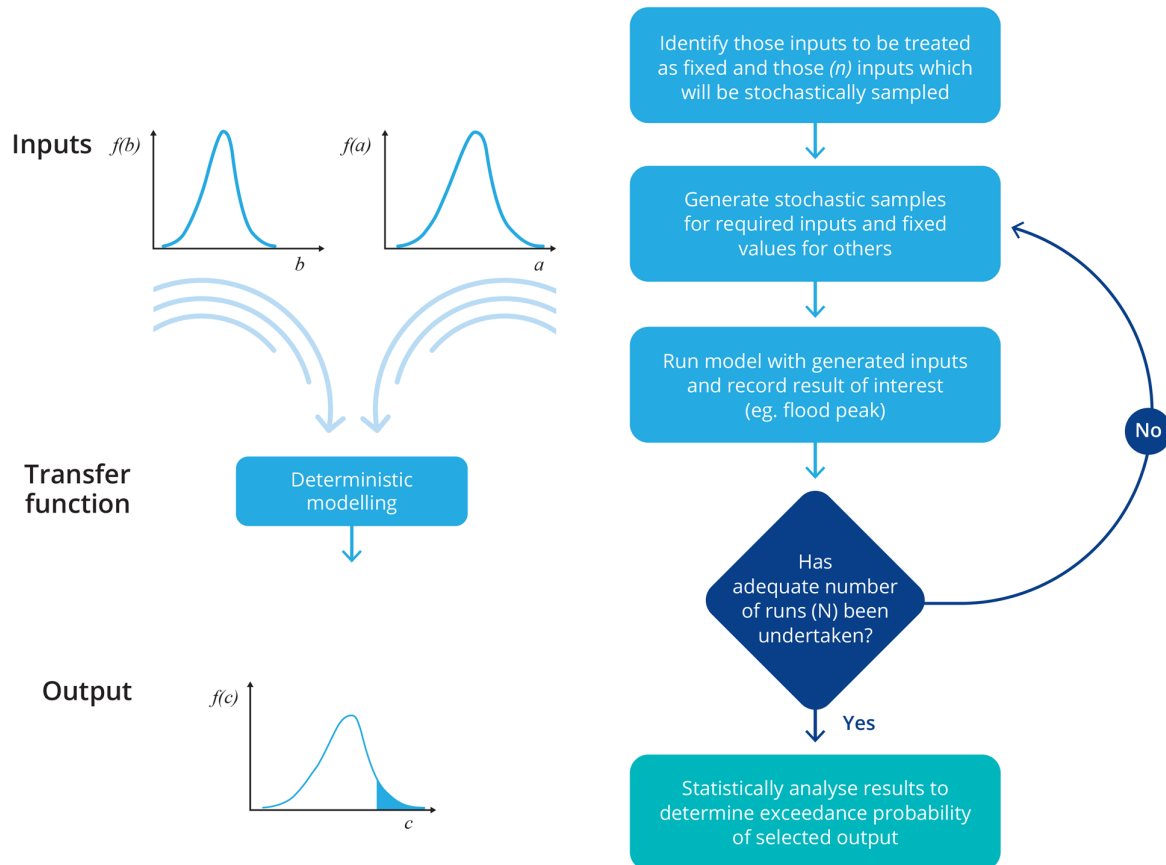 Inputs
f(b)
b
f(a)
a
Transfer
function
Deterministic
modelling
Output
f(c)
c
Identify those inputs to be treated
as fixed and those (n) inputs which
will be stochastically sampled
Generate stochastic samples
for required inputs and fixed
values for others
Run model with generated inputs
and record result of interest
(eg. flood peak)
Has
adequate number
of runs (N) been
undertaken?
No
Yes
Statistically analyse results to
determine exceedance probability
of selected output